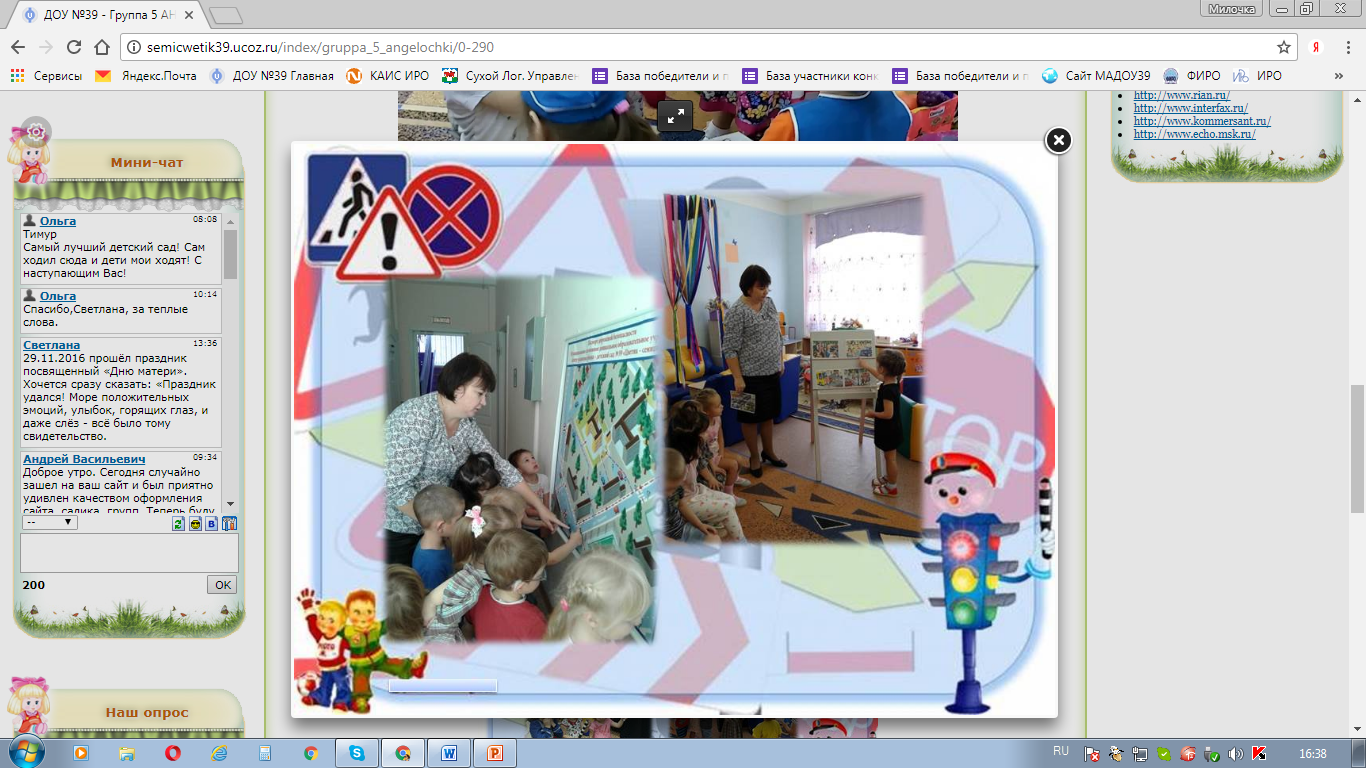 ДОУ №39 - Группа 5 АН
Милочка
semicwetik39.ucoz.ru/index/gruppa_5_angelochki/0-290
Сервисы Яндекс.Почта ДОУ №39 Главная КАИС ИРО Сухой Лог. Управлен База победители и п База участники конк База победители и п Сайт МАДОУ39 ФИРО ИРО »
http://www.rian.ru/
http://www.interfax.ru/
http://www.kommersant.ru/
http://www.echo.msk.ru/
Мини-чат
Ольга 08:08
Тимур
Самый лучший детский сад! Сам
ходил сюда и дети мои ходят! С
наступающим Вас!
Ольга 10:14
Спасибо,Светлана, за теплые
слова.
Светлана 13:36
29.11.2016 прошёл праздник
посвященный «Дню матери».
Хочется сразу сказать: «Праздник
удался! Море положительных
эмоций, улыбок, горящих глаз, и
даже слёз - всё было тому
свидетельство.
Андрей Васильевич 09:34
Доброе утро. Сегодня случайно
зашел на ваш сайт и был приятно
удивлен качеством оформления
сайта, садика, групп. Теперь буду
--
200 OK
Наш опрос
ТОР
RU 16:38